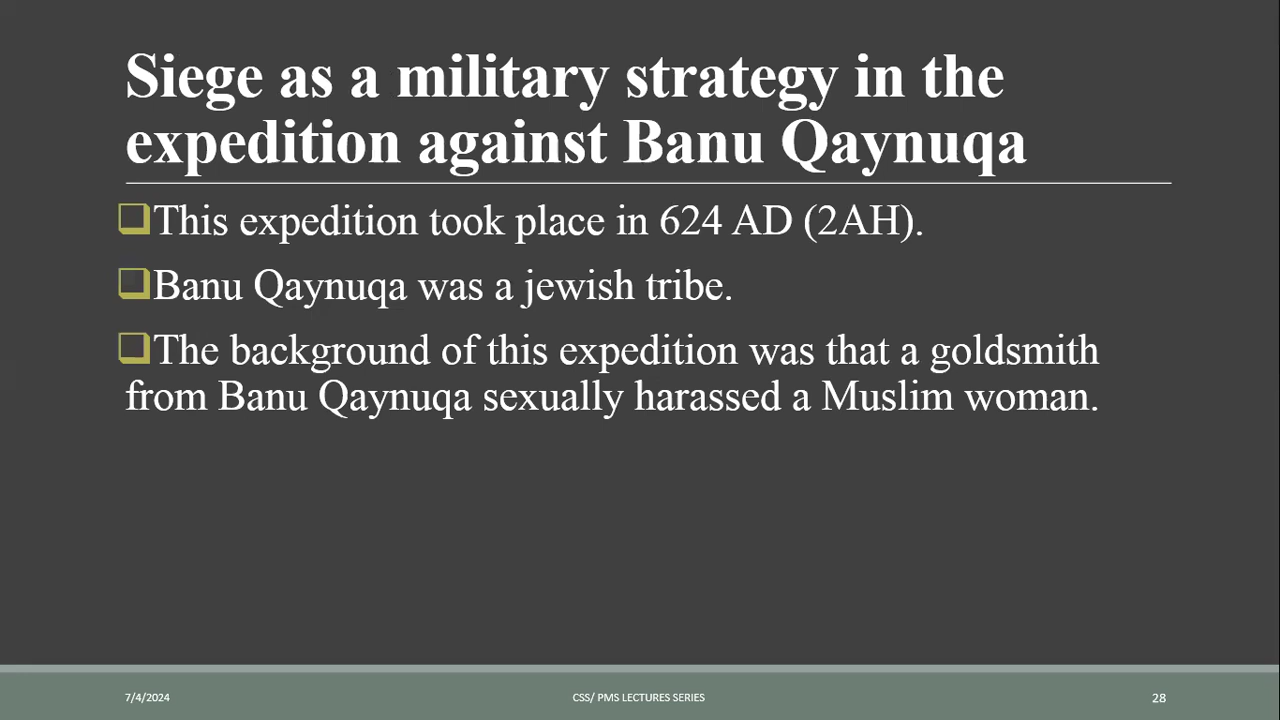 Siege as a military strategy in the
expedition against Banu Qaynuqa
This expedition took place in 624 AD (2AH).
Banu Qaynuqa was a jewish tribe.
The background of this expedition was that a goldsmith
from Banu Qaynuqa sexually harassed a Muslim woman.
7/4/2024
CSS/ PMS LECTURES SERIES
28